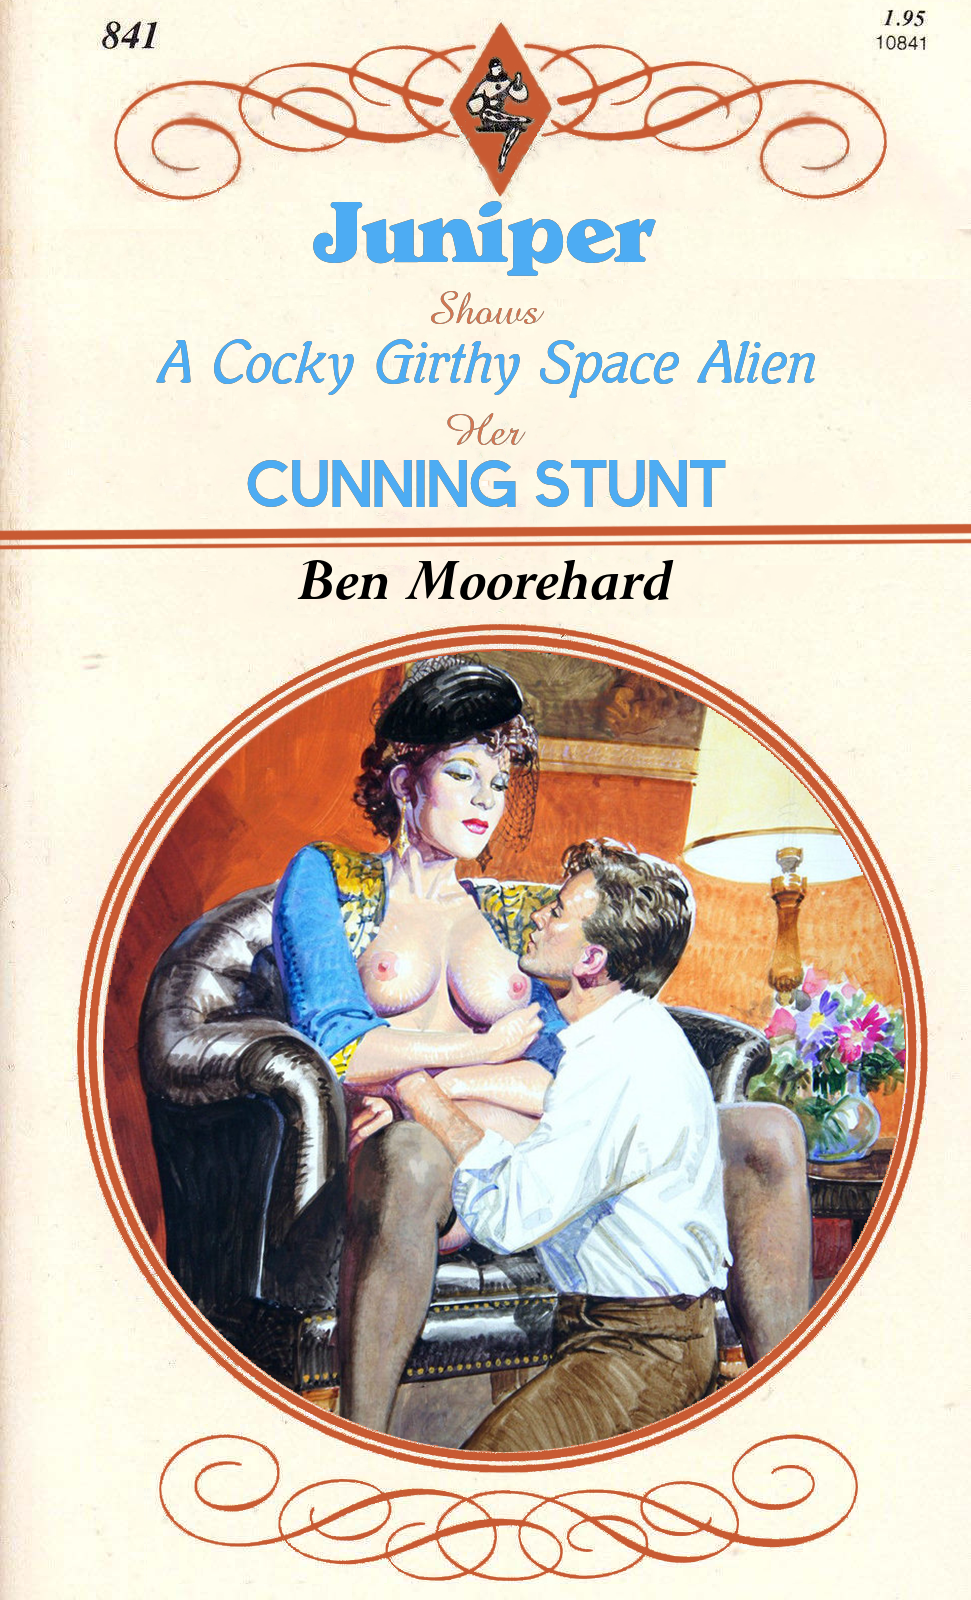 841
1.95
10841
Juniper
Shows
A Cocky Girthy Space Alien
Her
CUNNING STUNT
Ben Moorehard